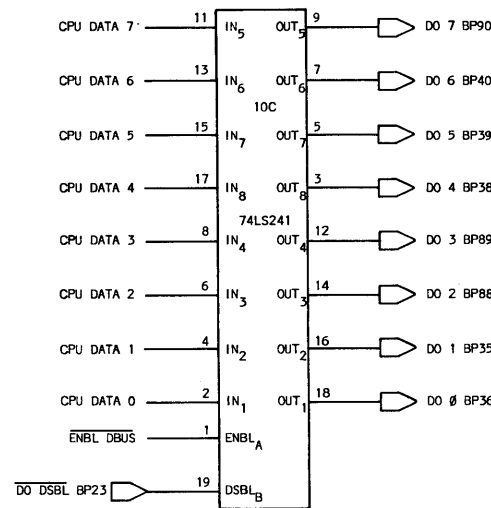 CPU DATA 7 11 IN5 OUT5 9 DO 7 BP90
CPU DATA 6 13 IN6 OUT6 7 DO 6 BP40
10C
CPU DATA 5 15 IN7 OUT7 5 DO 5 BP39
CPU DATA 4 17 IN8 OUT8 3 DO 4 BP38
74LS241
CPU DATA 3 8 IN4 OUT4 12 DO 3 BP89
CPU DATA 2 6 IN3 OUT3 14 DO 2 BP88
CPU DATA 1 4 IN2 OUT2 16 DO 1 BP35
CPU DATA 0 2 IN1 OUT1 18 DO Ø BP36
ENBL DBUS 1 ENBLA
DO DSBL BP23 19 DSBLB